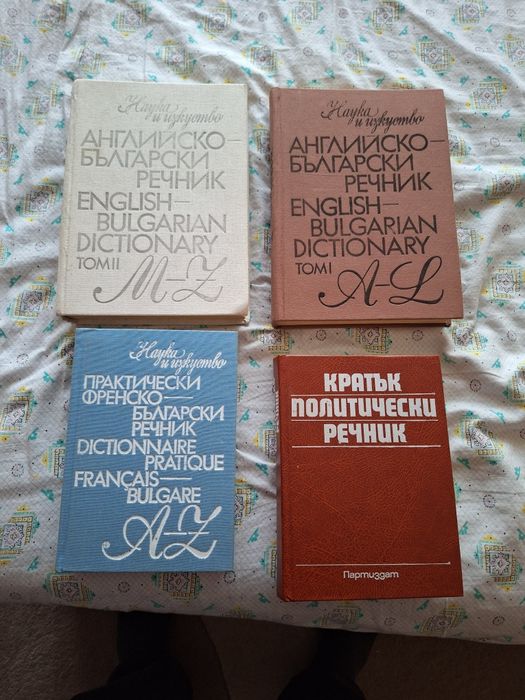 Наука
и изкуство
АНГЛИЙСКО–
БЪЛГАРСКИ
РЕЧНИК
ENGLISH–
BULGARIAN
DICTIONARY
ТОМ II
M–Z
Наука
и изкуство
АНГЛИЙСКО–
БЪЛГАРСКИ
РЕЧНИК
ENGLISH–
BULGARIAN
DICTIONARY
ТОМ I
A–L
Наука
и изкуство
ПРАКТИЧЕСКИ
ФРЕНСКО–
БЪЛГАРСКИ
РЕЧНИК
DICTIONNAIRE
PRATIQUE
FRANÇAIS–
BULGARE
A–Z
КРАТЪК
ПОЛИТИЧЕСКИ
РЕЧНИК
Партиздат